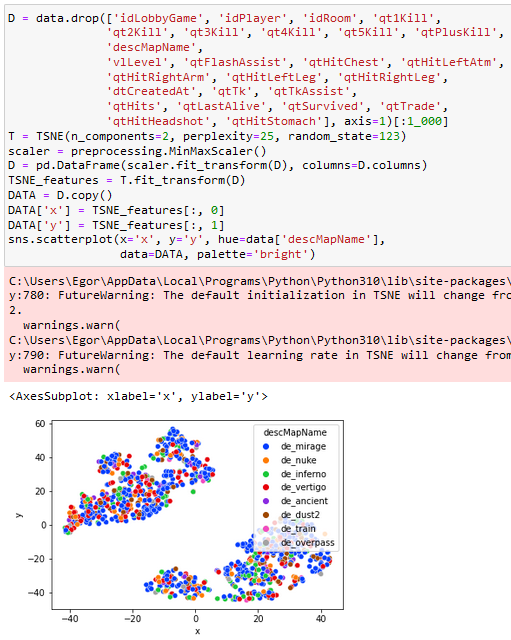 D = data.drop(['idLobbyGame', 'idPlayer', 'idRoom', 'qt1Kill',
'qt2Kill', 'qt3Kill', 'qt4Kill', 'qt5Kill', 'qtPlusKill',
'descMapName',
'vlLevel', 'qtFlashAssist', 'qtHitChest', 'qtHitLeftAtm',
'qtHitRightArm', 'qtHitLeftLeg', 'qtHitRightLeg',
'dtCreatedAt', 'qtTk', 'qtTkAssist',
'qtHits', 'qtLastAlive', 'qtSurvived', 'qtTrade',
'qtHitHeadshot', 'qtHitStomach'], axis=1)[:1_000]
T = TSNE(n_components=2, perplexity=25, random_state=123)
scaler = preprocessing.MinMaxScaler()
D = pd.DataFrame(scaler.fit_transform(D), columns=D.columns)
TSNE_features = T.fit_transform(D)
DATA = D.copy()
DATA['x'] = TSNE_features[:, 0]
DATA['y'] = TSNE_features[:, 1]
sns.scatterplot(x='x', y='y', hue=data['descMapName'],
data=DATA, palette='bright')
C:\Users\Egor\AppData\Local\Programs\Python\Python310\lib\site-packages\
y:780: FutureWarning: The default initialization in TSNE will change from
2.
warnings.warn(
C:\Users\Egor\AppData\Local\Programs\Python\Python310\lib\site-packages\
y:790: FutureWarning: The default learning rate in TSNE will change from
warnings.warn(
<AxesSubplot: xlabel='x', ylabel='y'>
descMapName
de_mirage
de_nuke
de_inferno
de_vertigo
de_ancient
de_dust2
de_train
de_overpass
60
40
20
0
−20
−40
y
−40
−20
0
20
40
x